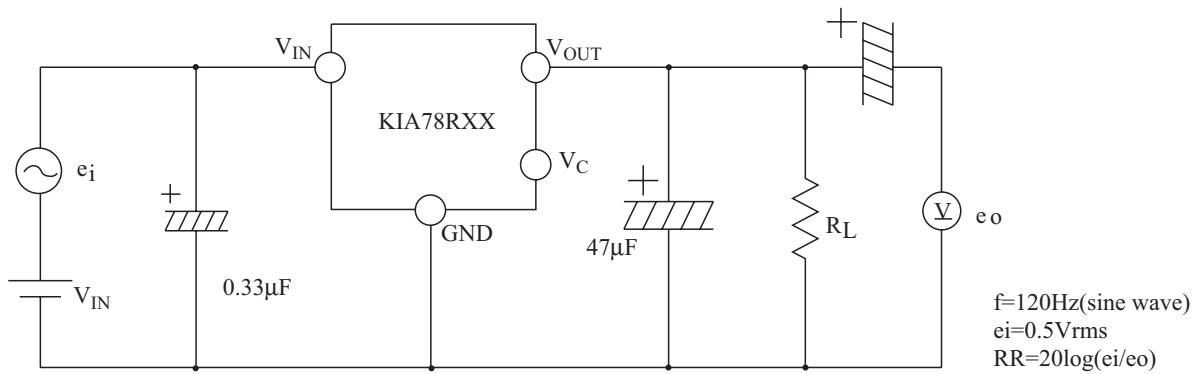 V_IN
V_OUT
KIA78RXX
V_C
GND
+
e_i
V_IN
+
0.33μF
+
47μF
R_L
+
V
eo
f=120Hz(sine wave)
ei=0.5Vrms
RR=20log(ei/eo)